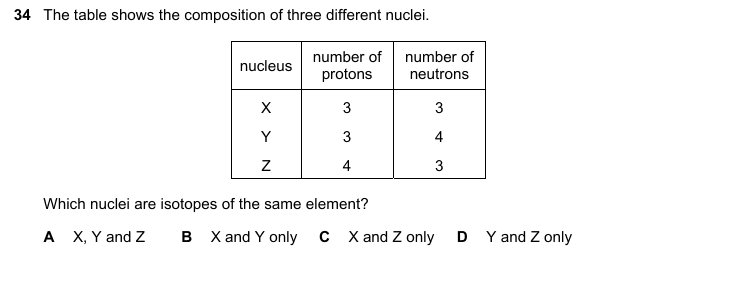 34 The table shows the composition of three different nuclei.
nucleus number of protons number of neutrons
X 3 3
Y 3 4
Z 4 3
Which nuclei are isotopes of the same element?
A X, Y and Z B X and Y only C X and Z only D Y and Z only